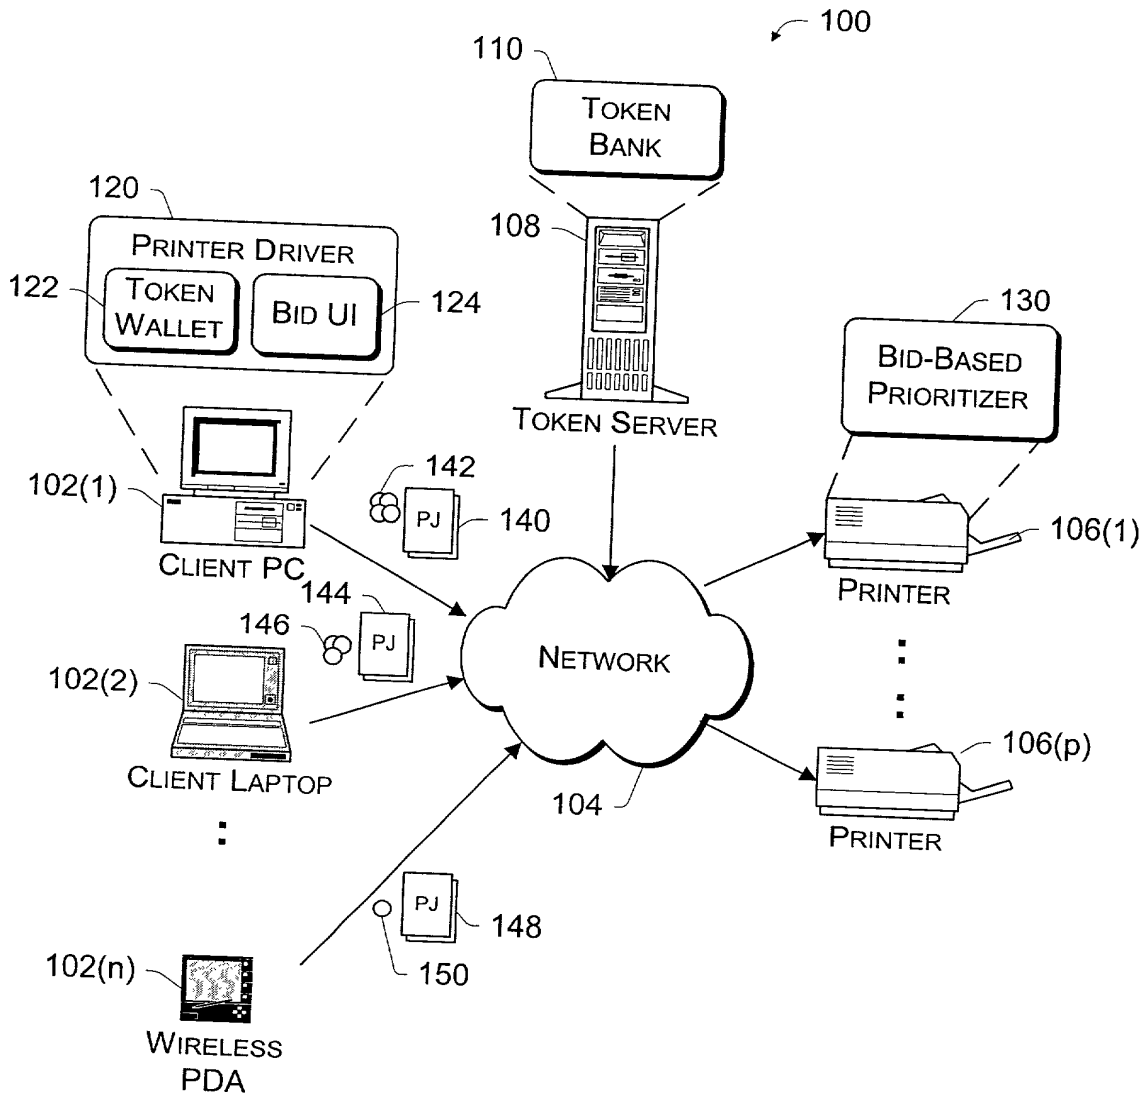 100
110
TOKEN
BANK
120
108
PRINTER DRIVER
122
TOKEN
WALLET
BID UI
124
130
BID-BASED
PRIORITIZER
TOKEN SERVER
102(1)
142
PJ
140
106(1)
CLIENT PC
PRINTER
144
146
PJ
NETWORK
102(2)
CLIENT LAPTOP
106(p)
104
PRINTER
PJ
148
150
102(n)
WIRELESS
PDA